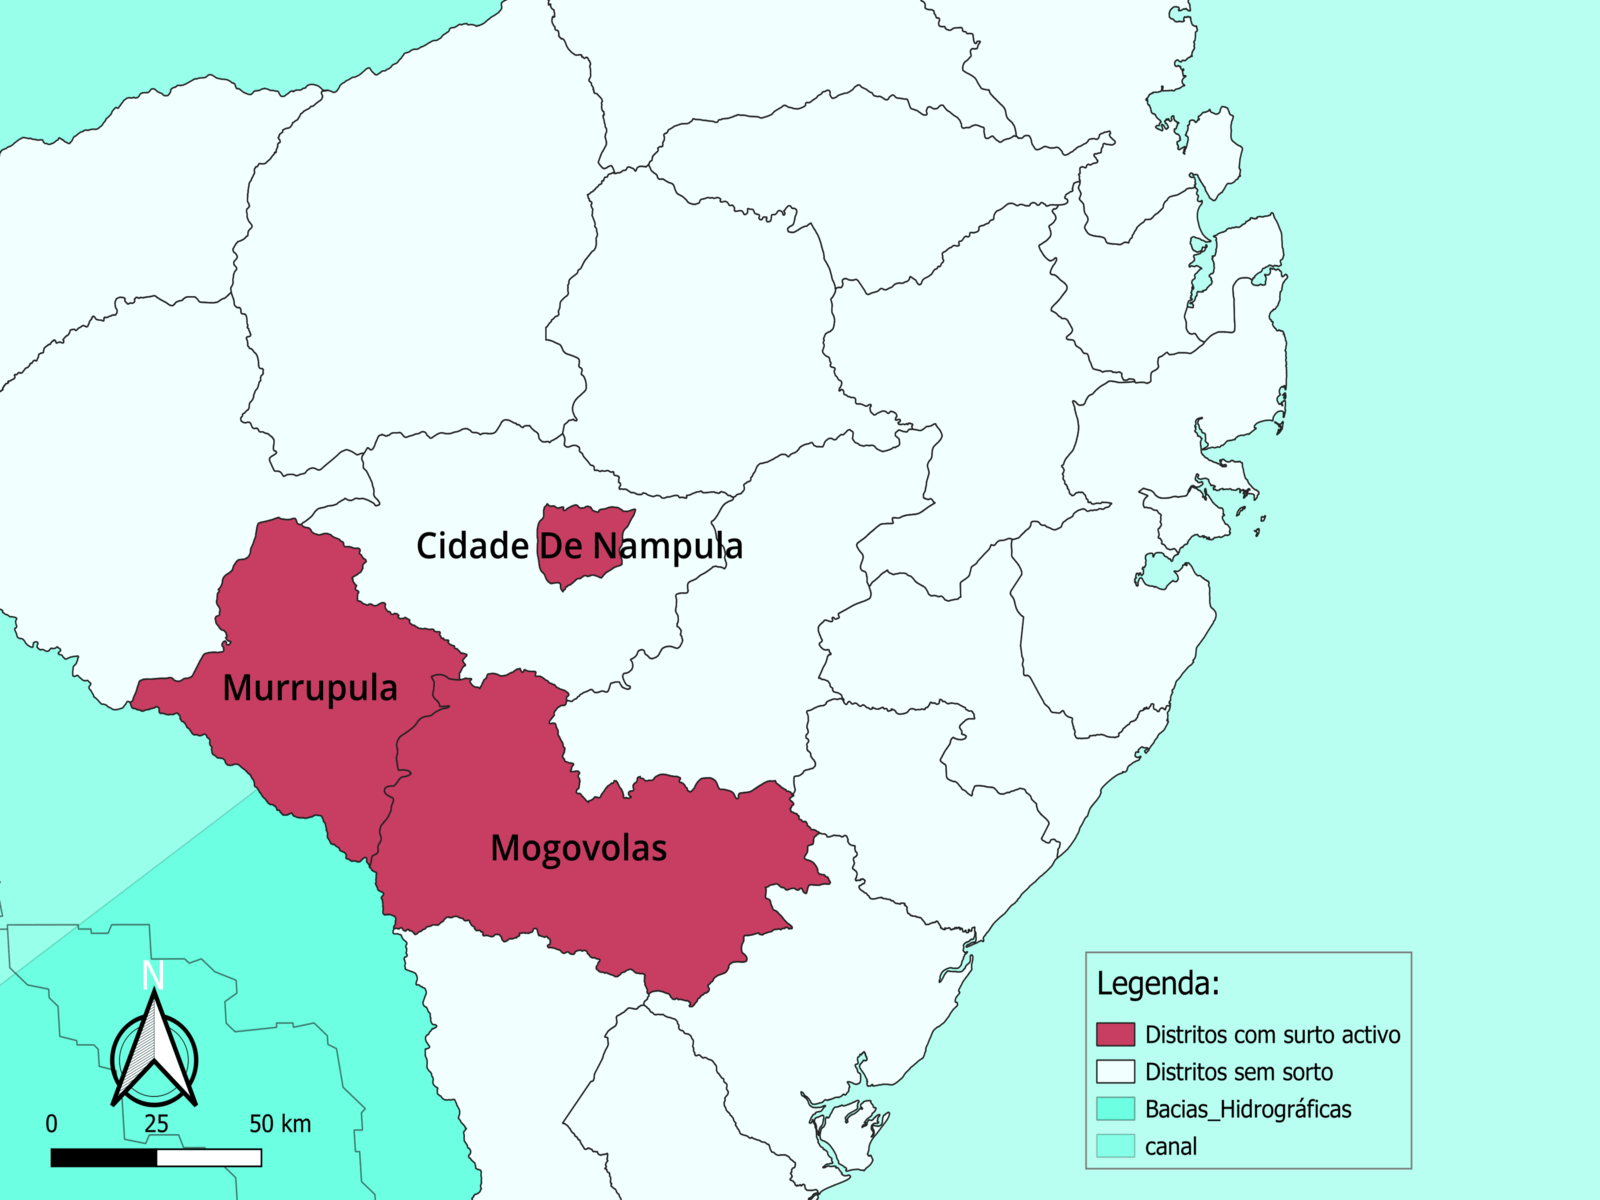 Cidade De Nampula
Murrupula
Mogovolas
N
0 25 50 km
Legenda:
Distritos com surto activo
Distritos sem sorto
Bacias_Hidrográficas
canal